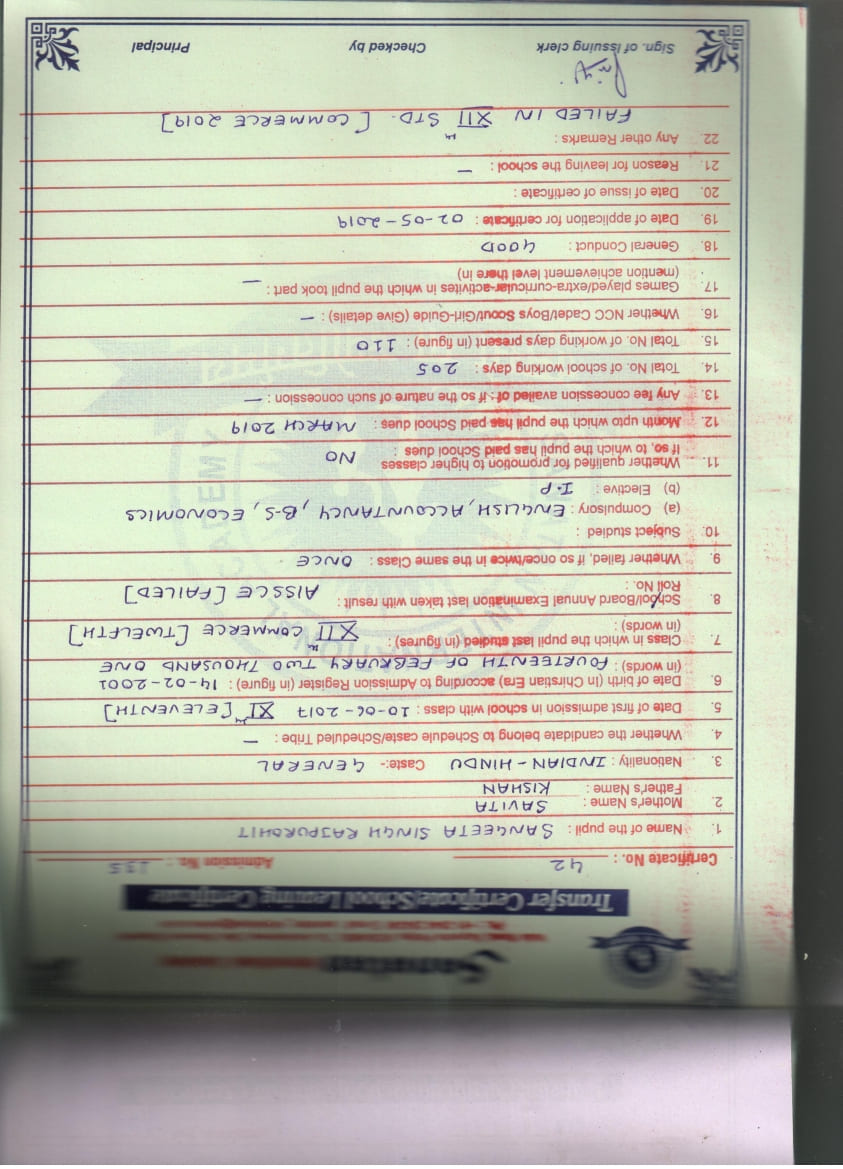 Transfer Certificate/School Leaving Certificate
Certificate No. : 42 Admission No. : 135
1. Name of the pupil : SANGEETA SINGH RAJPUROHIT
2. Mother's Name : SAVITA
Father's Name : KISHAN
3. Nationality : INDIAN - HINDU Caste:- GENERAL
4. Whether the candidate belong to Schedule caste/Scheduled Tribe : —
5. Date of first admission in school with class : 10-06-2017 XIth [ELEVENTH]
6. Date of birth (In Christian Era) according to Admission Register (in figure) : 14-02-2001
(in words) : FOURTEENTH OF FEBRUARY TWO THOUSAND ONE
7. Class in which the pupil last studied (in figures) : XIIth COMMERCE [TWELFTH]
(in words) :
8. School/Board Annual Examination last taken with result : AISSCE [FAILED]
Roll No. :
9. Whether failed, if so once/twice in the same Class : ONCE
10. Subject studied :
(a) Compulsory : ENGLISH, ACCOUNTANCY, B-S, ECONOMICS
(b) Elective : I.P
11. Whether qualified for promotion to higher classes
If so, to which the pupil has paid School dues : NO
12. Month upto which the pupil has paid School dues : MARCH 2019
13. Any fee concession availed of : if so the nature of such concession : —
14. Total No. of school working days : 205
15. Total No. of working days present (in figure) : 110
16. Whether NCC Cadet/Boys Scout/Girl-Guide (Give details) : —
17. Games played/extra-curricular-activites in which the pupil took part : —
(mention achievement level there in)
18. General Conduct : GOOD
19. Date of application for certificate : 02-05-2019
20. Date of issue of certificate :
21. Reason for leaving the school : —
22. Any other Remarks :
FAILED IN XIIth STD. [COMMERCE 2019]
Sign. of issuing clerk Checked by Principal
INTERNATIONAL
ACADEMY